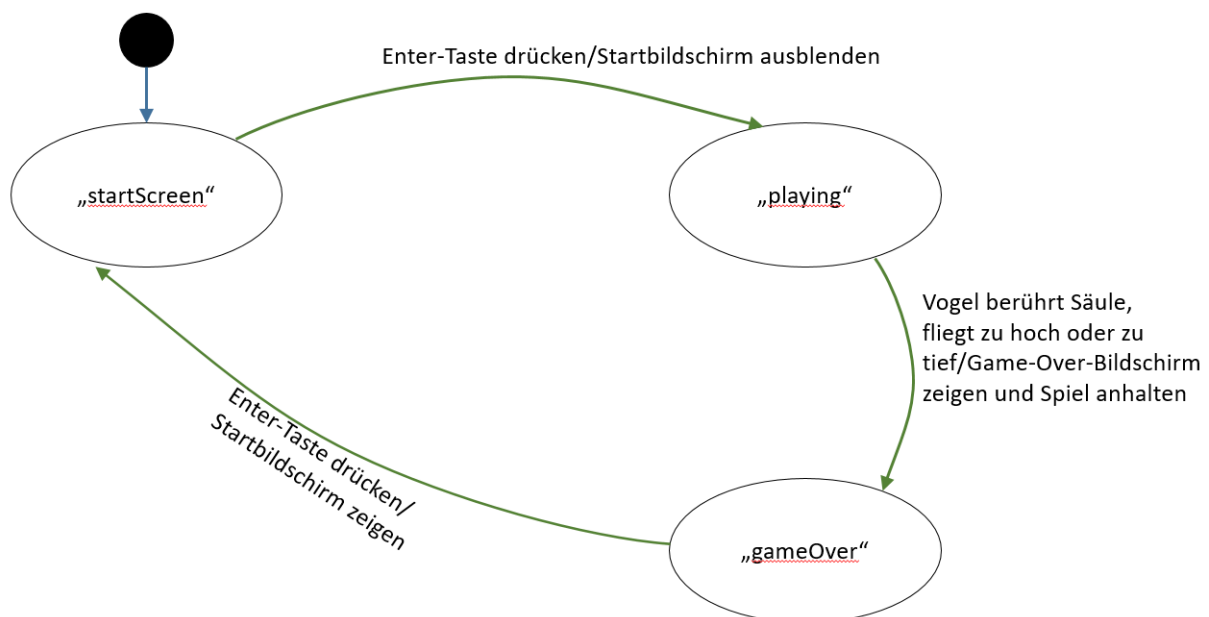 Enter-Taste drücken/Startbildschirm ausblenden
„startScreen“
„playing“
Vogel berührt Säule,
fliegt zu hoch oder zu
tief/Game-Over-Bildschirm
zeigen und Spiel anhalten
Enter-Taste drücken/
Startbildschirm zeigen
„gameOver“